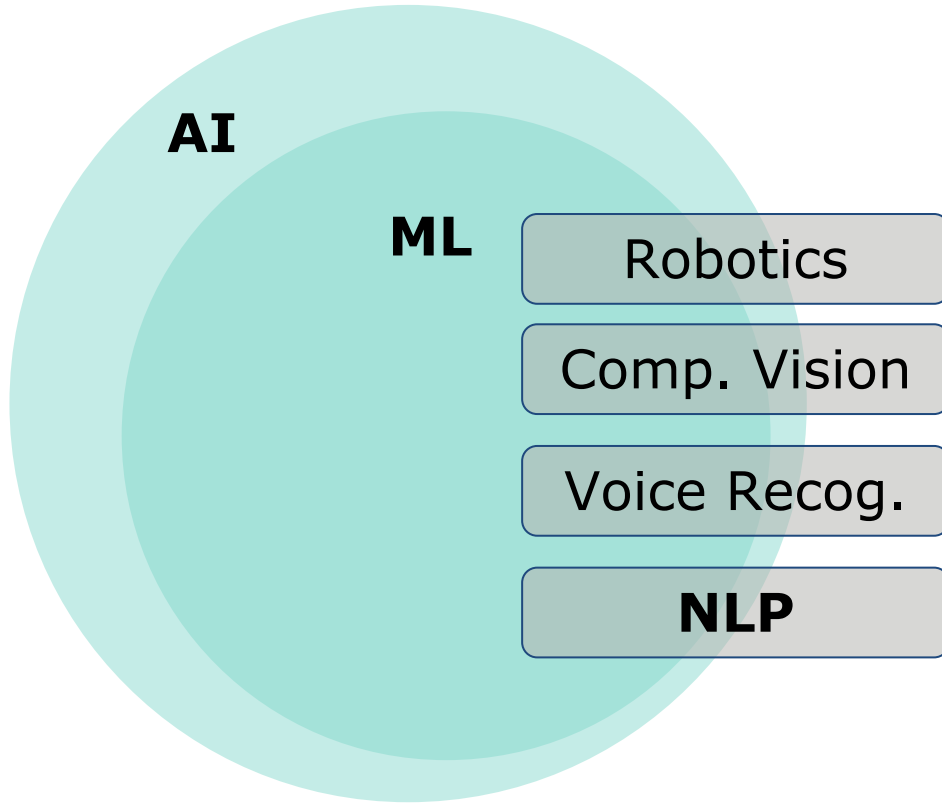 AI
ML
Robotics
Comp. Vision
Voice Recog.
NLP